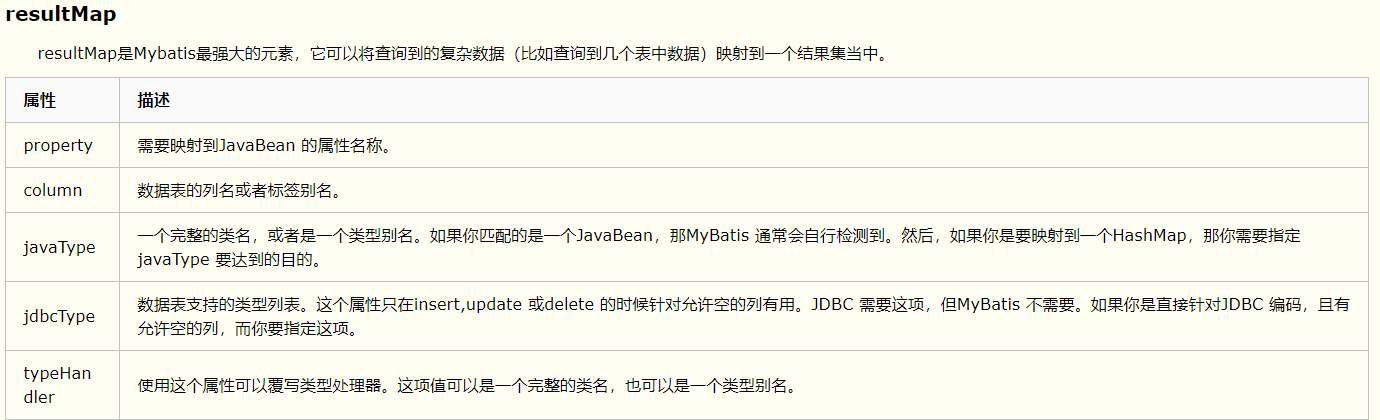 resultMap
resultMap是Mybatis最强大的元素，它可以将查询到的复杂数据（比如查询到几个表中数据）映射到一个结果集当中。
属性 描述
property 需要映射到JavaBean 的属性名称。
column 数据表的列名或者标签别名。
javaType 一个完整的类名，或者是一个类型别名。如果你匹配的是一个JavaBean，那MyBatis 通常会自行检测到。然后，如果你是要映射到一个HashMap，那你需要指定
javaType 要达到的目的。
jdbcType 数据表支持的类型列表。这个属性只在insert,update 或delete 的时候针对允许空的列有用。JDBC 需要这项，但MyBatis 不需要。如果你是直接针对JDBC 编码，且有
允许空的列，而你要指定这项。
typeHan
dler 使用这个属性可以覆写类型处理器。这项值可以是一个完整的类名，也可以是一个类型别名。